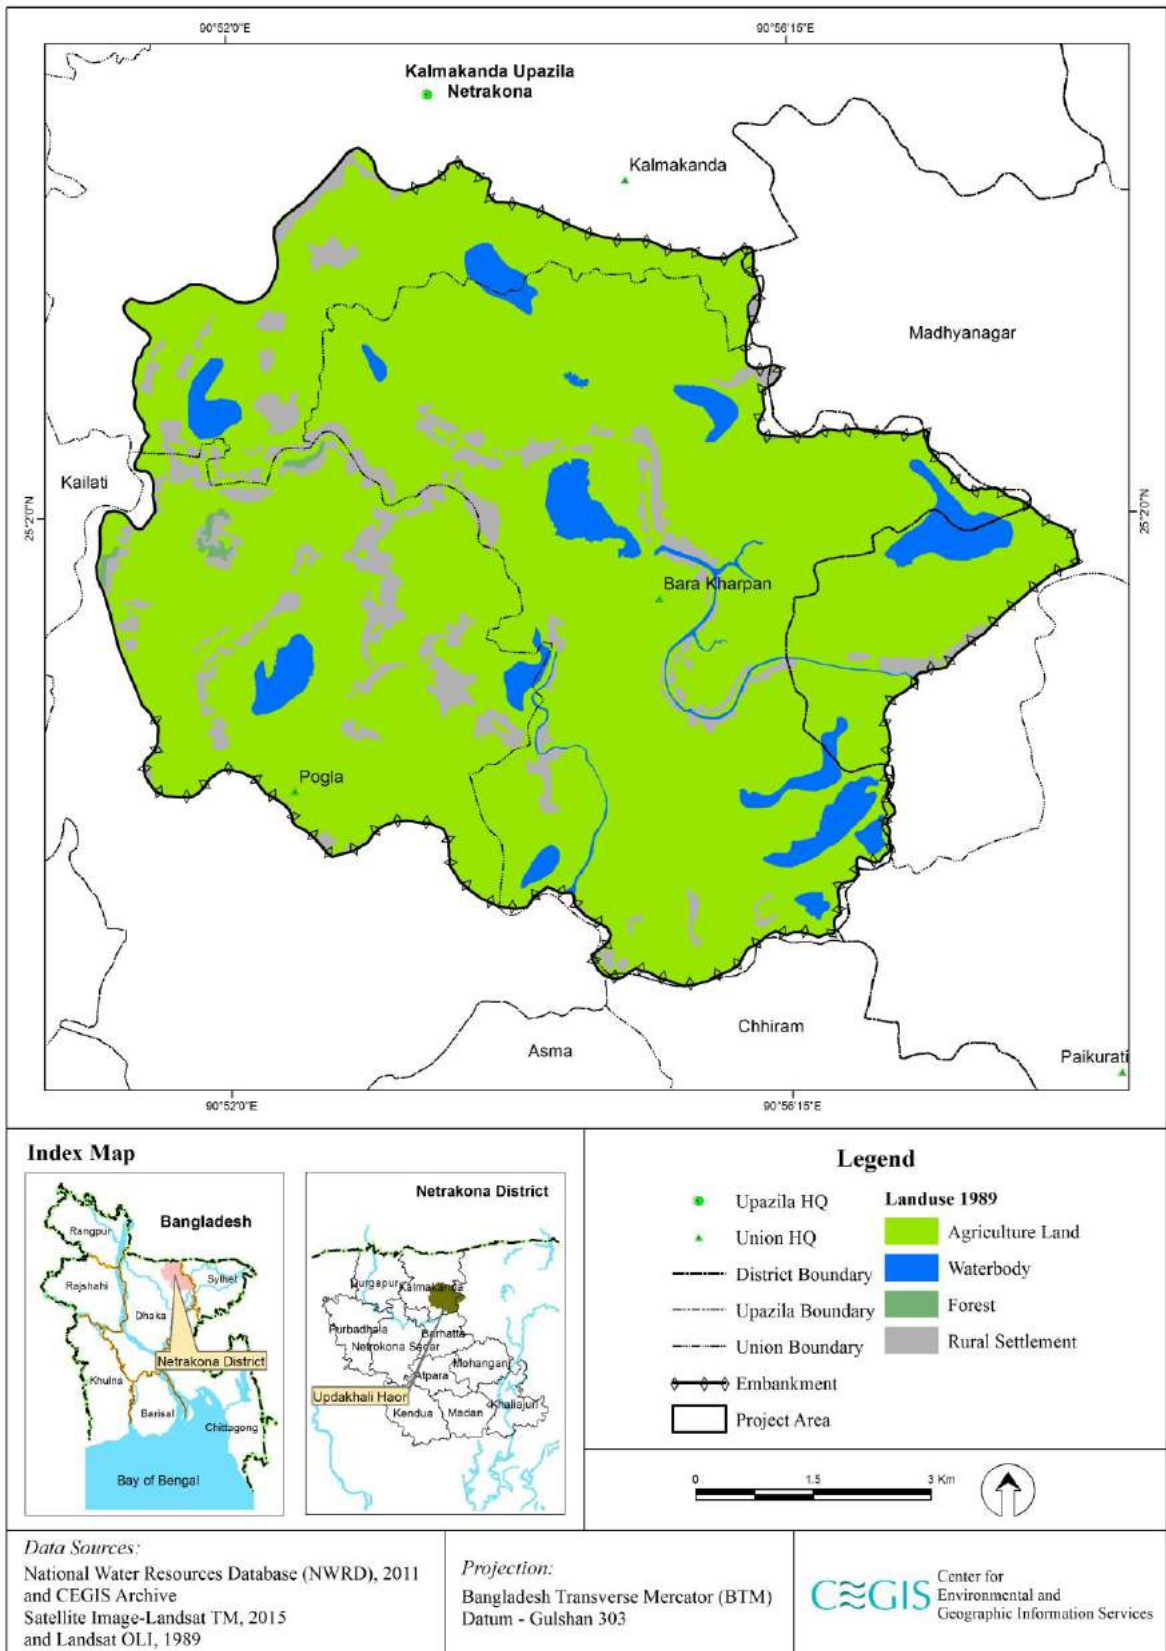 90°52'0"E
90°56'15"E
Kalmakanda Upazila
Netrakona
Kalmakanda
Madhyanagar
Kailati
25°2'0"N
25°2'0"N
Bara Kharpan
Pogla
Chhiram
Asma
Paikurati
90°52'0"E
90°56'15"E
Index Map
Bangladesh
Rangpur
Rajshahi
Sylhet
Dhaka
Netrakona District
Khulna
Barisal
Chittagong
Bay of Bengal
Netrakona District
Durgapur
Kalmakanda
Purbadhala
Barhatta
Netrokona Sadar
Mohanganj
Atpara
Updakhali Haor
Khaliajuri
Kendua
Madan
Legend
Upazila HQ
Union HQ
District Boundary
Upazila Boundary
Union Boundary
Embankment
Project Area
Landuse 1989
Agriculture Land
Waterbody
Forest
Rural Settlement
0 1.5 3 Km
Data Sources:
National Water Resources Database (NWRD), 2011
and CEGIS Archive
Satellite Image-Landsat TM, 2015
and Landsat OLI, 1989
Projection:
Bangladesh Transverse Mercator (BTM)
Datum - Gulshan 303
CEGIS
Center for
Environmental and
Geographic Information Services